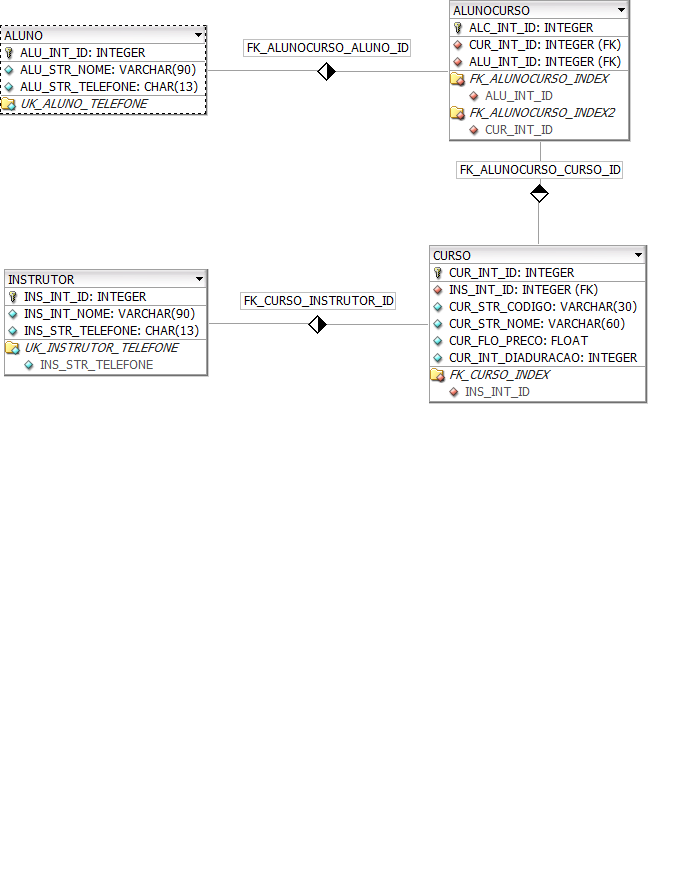 ALUNO
ALU_INT_ID: INTEGER
ALU_STR_NOME: VARCHAR(90)
ALU_STR_TELEFONE: CHAR(13)
UK_ALUNO_TELEFONE
FK_ALUNOCURSO_ALUNO_ID
ALUNOCURSO
ALC_INT_ID: INTEGER
CUR_INT_ID: INTEGER (FK)
ALU_INT_ID: INTEGER (FK)
FK_ALUNOCURSO_INDEX
ALU_INT_ID
FK_ALUNOCURSO_INDEX2
CUR_INT_ID
FK_ALUNOCURSO_CURSO_ID
INSTRUTOR
INS_INT_ID: INTEGER
INS_INT_NOME: VARCHAR(90)
INS_STR_TELEFONE: CHAR(13)
UK_INSTRUTOR_TELEFONE
INS_STR_TELEFONE
FK_CURSO_INSTRUTOR_ID
CURSO
CUR_INT_ID: INTEGER
INS_INT_ID: INTEGER (FK)
CUR_STR_CODIGO: VARCHAR(30)
CUR_STR_NOME: VARCHAR(60)
CUR_FLO_PRECO: FLOAT
CUR_INT_DIADURACAO: INTEGER
FK_CURSO_INDEX
INS_INT_ID